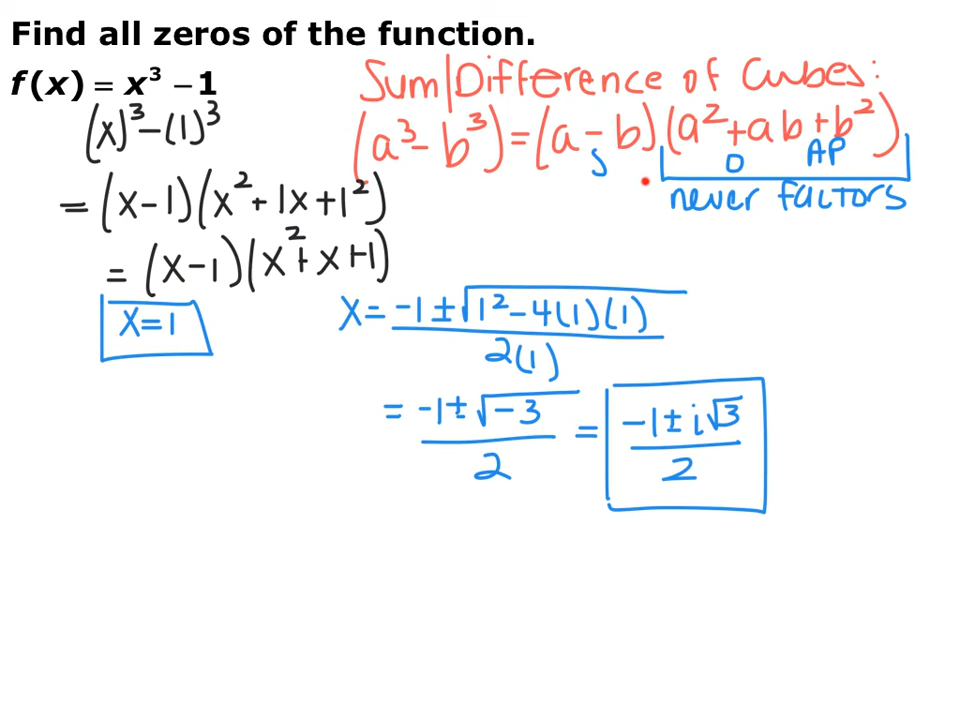 Find all zeros of the function.
f(x) = x³ − 1
Sum/Difference of Cubes:
(x)³ − (1)³
(a³ − b³) = (a − b)(a² + ab + b²)
S O AP
never factors
= (x − 1)(x² + 1x + 1²)
= (x − 1)(x² + x + 1)
x = 1
x = (-1 ± √(1² − 4(1)(1))) / 2(1)
= (-1 ± √-3) / 2 = (-1 ± i√3) / 2